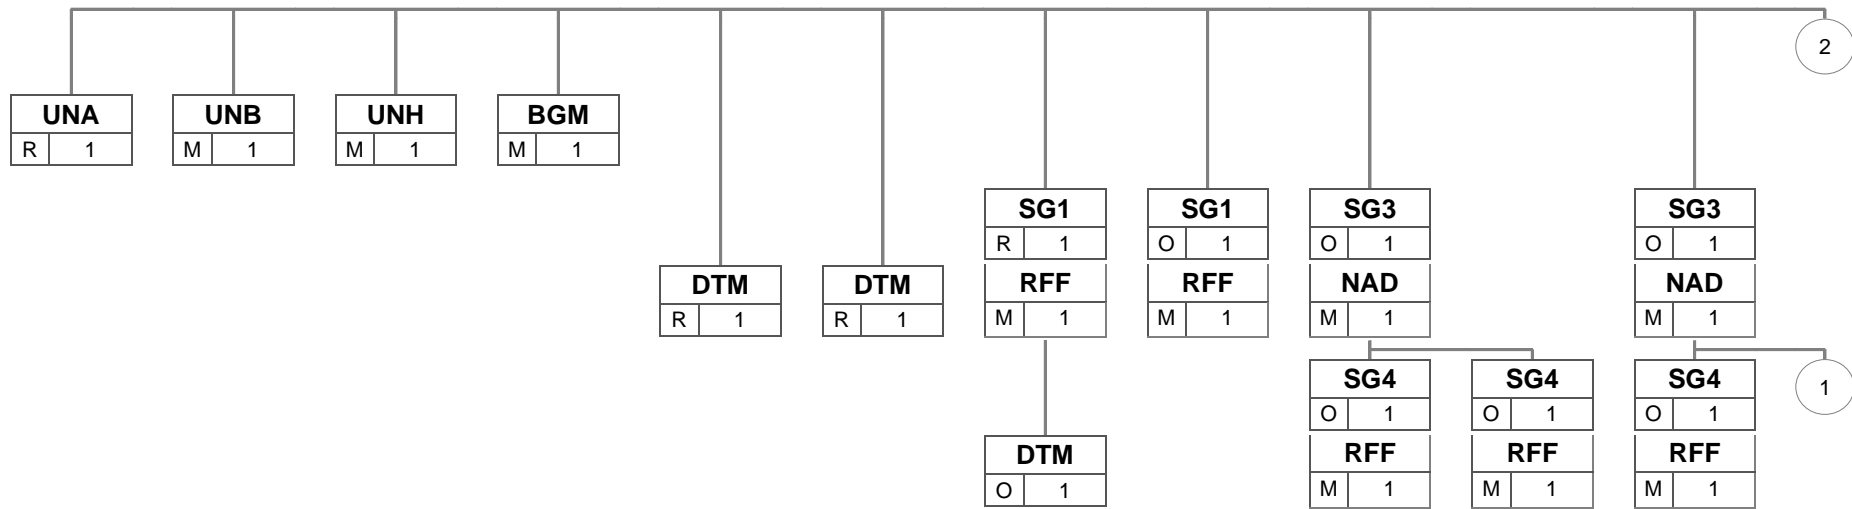 2
UNA UNB UNH BGM
R 1 M 1 M 1 M 1
SG1 SG1 SG3 SG3
R 1 O 1 O 1 O 1
DTM DTM RFF RFF NAD NAD
R 1 R 1 M 1 M 1 M 1 M 1
SG4 SG4 SG4 1
O 1 O 1 O 1
DTM RFF RFF RFF
O 1 M 1 M 1 M 1